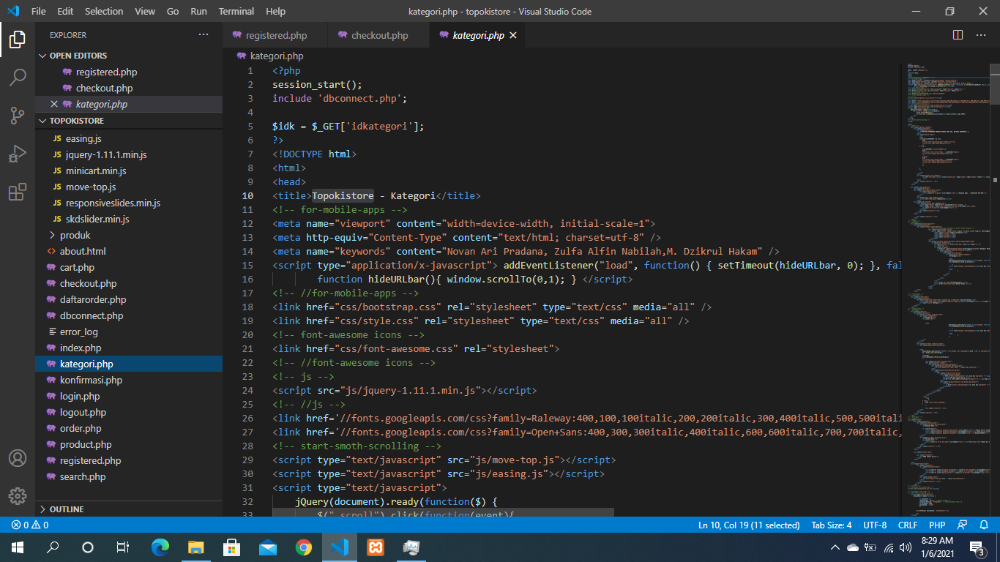 File Edit Selection View Go Run Terminal Help kategori.php - topokistore - Visual Studio Code
EXPLORER
OPEN EDITORS
registered.php
checkout.php
kategori.php
TOPOKISTORE
JS easing.js
JS jquery-1.11.1.min.js
JS minicart.min.js
JS move-top.js
JS responsiveslides.min.js
JS skdslider.min.js
produk
<> about.html
cart.php
checkout.php
daftarorder.php
dbconnect.php
error_log
index.php
kategori.php
konfirmasi.php
login.php
logout.php
order.php
product.php
registered.php
search.php
OUTLINE
registered.php checkout.php kategori.php
kategori.php
1 <?php
2 session_start();
3 include 'dbconnect.php';
4
5 $idk = $_GET['idkategori'];
6 ?>
7 <!DOCTYPE html>
8 <html>
9 <head>
10 <title>Topokistore - Kategori</title>
11 <!-- for-mobile-apps -->
12 <meta name="viewport" content="width=device-width, initial-scale=1">
13 <meta http-equiv="Content-Type" content="text/html; charset=utf-8" />
14 <meta name="keywords" content="Novan Ari Pradana, Zulfa Alfin Nabilah,M. Dzikrul Hakam" />
15 <script type="application/x-javascript"> addEventListener("load", function() { setTimeout(hideURLbar, 0); }, fal
16 function hideURLbar(){ window.scrollTo(0,1); } </script>
17 <!-- //for-mobile-apps -->
18 <link href="css/bootstrap.css" rel="stylesheet" type="text/css" media="all" />
19 <link href="css/style.css" rel="stylesheet" type="text/css" media="all" />
20 <!-- font-awesome icons -->
21 <link href="css/font-awesome.css" rel="stylesheet">
22 <!-- //font-awesome icons -->
23 <!-- js -->
24 <script src="js/jquery-1.11.1.min.js"></script>
25 <!-- //js -->
26 <link href='//fonts.googleapis.com/css?family=Raleway:400,100,100italic,200,200italic,300,400italic,500,500itali
27 <link href='//fonts.googleapis.com/css?family=Open+Sans:400,300,300italic,400italic,600,600italic,700,700italic,
28 <!-- start-smoth-scrolling -->
29 <script type="text/javascript" src="js/move-top.js"></script>
30 <script type="text/javascript" src="js/easing.js"></script>
31 <script type="text/javascript">
32 jQuery(document).ready(function($) {
33 $(".scroll").click(function(event){
0 0 Ln 10, Col 19 (11 selected) Tab Size: 4 UTF-8 CRLF PHP
8:29 AM
1/6/2021
3